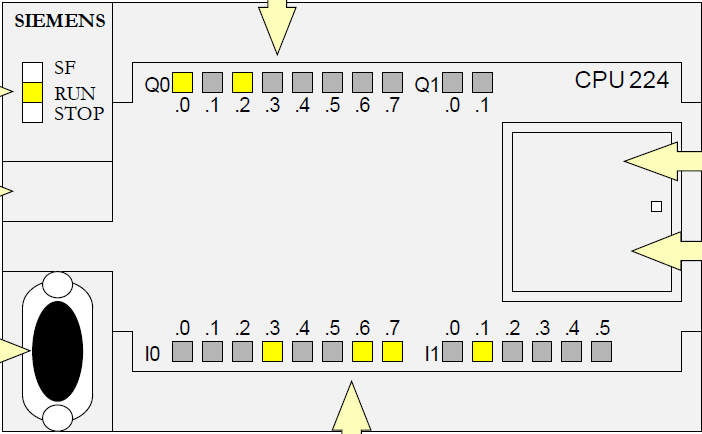 SIEMENS
SF
RUN
STOP
Q0
.0 .1 .2 .3 .4 .5 .6 .7
Q1
.0 .1
CPU 224
.0 .1 .2 .3 .4 .5 .6 .7
I0
.0 .1 .2 .3 .4 .5
I1